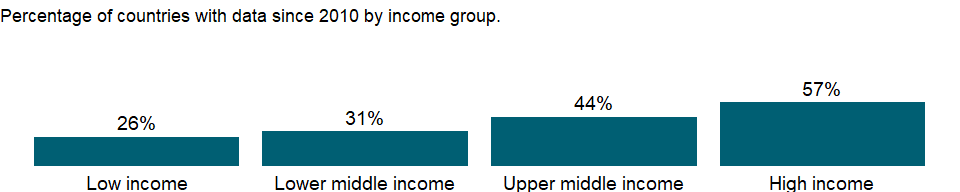 Percentage of countries with data since 2010 by income group.
57%
44%
31%
26%
Low income Lower middle income Upper middle income High income